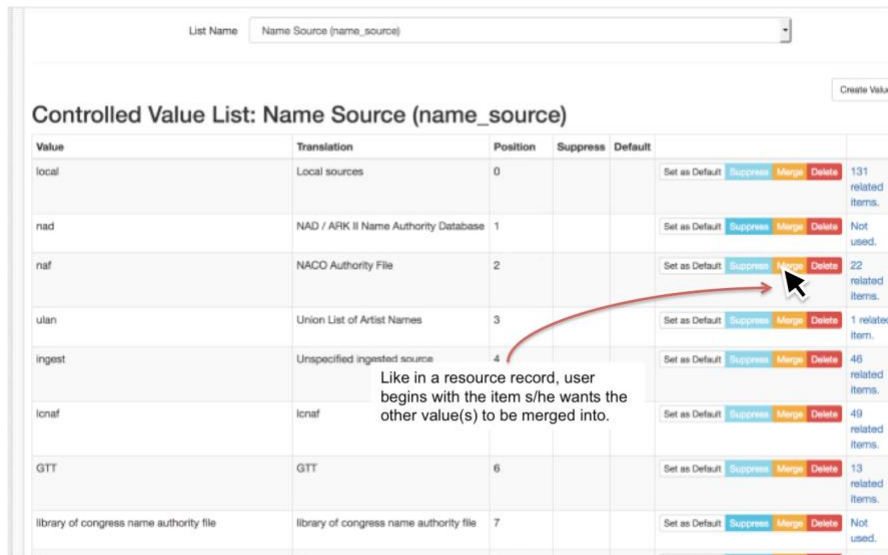 List Name Name Source (name_source)
Create Value
Controlled Value List: Name Source (name_source)
Value Translation Position Suppress Default
local Local sources 0 Set as Default Suppress Merge Delete 131 related items.
nad NAD / ARK II Name Authority Database 1 Set as Default Suppress Merge Delete Not used.
naf NACO Authority File 2 Set as Default Suppress Merge Delete 22 related items.
ulan Union List of Artist Names 3 Set as Default Suppress Merge Delete 1 related item.
ingest Unspecified ingested source 4 Set as Default Suppress Merge Delete 46 related items.
Like in a resource record, user
begins with the item s/he wants the
other value(s) to be merged into.
lcnaf lcnaf Set as Default Suppress Merge Delete 49 related items.
GTT GTT 6 Set as Default Suppress Merge Delete 13 related items.
library of congress name authority file library of congress name authority file 7 Set as Default Suppress Merge Delete Not used.